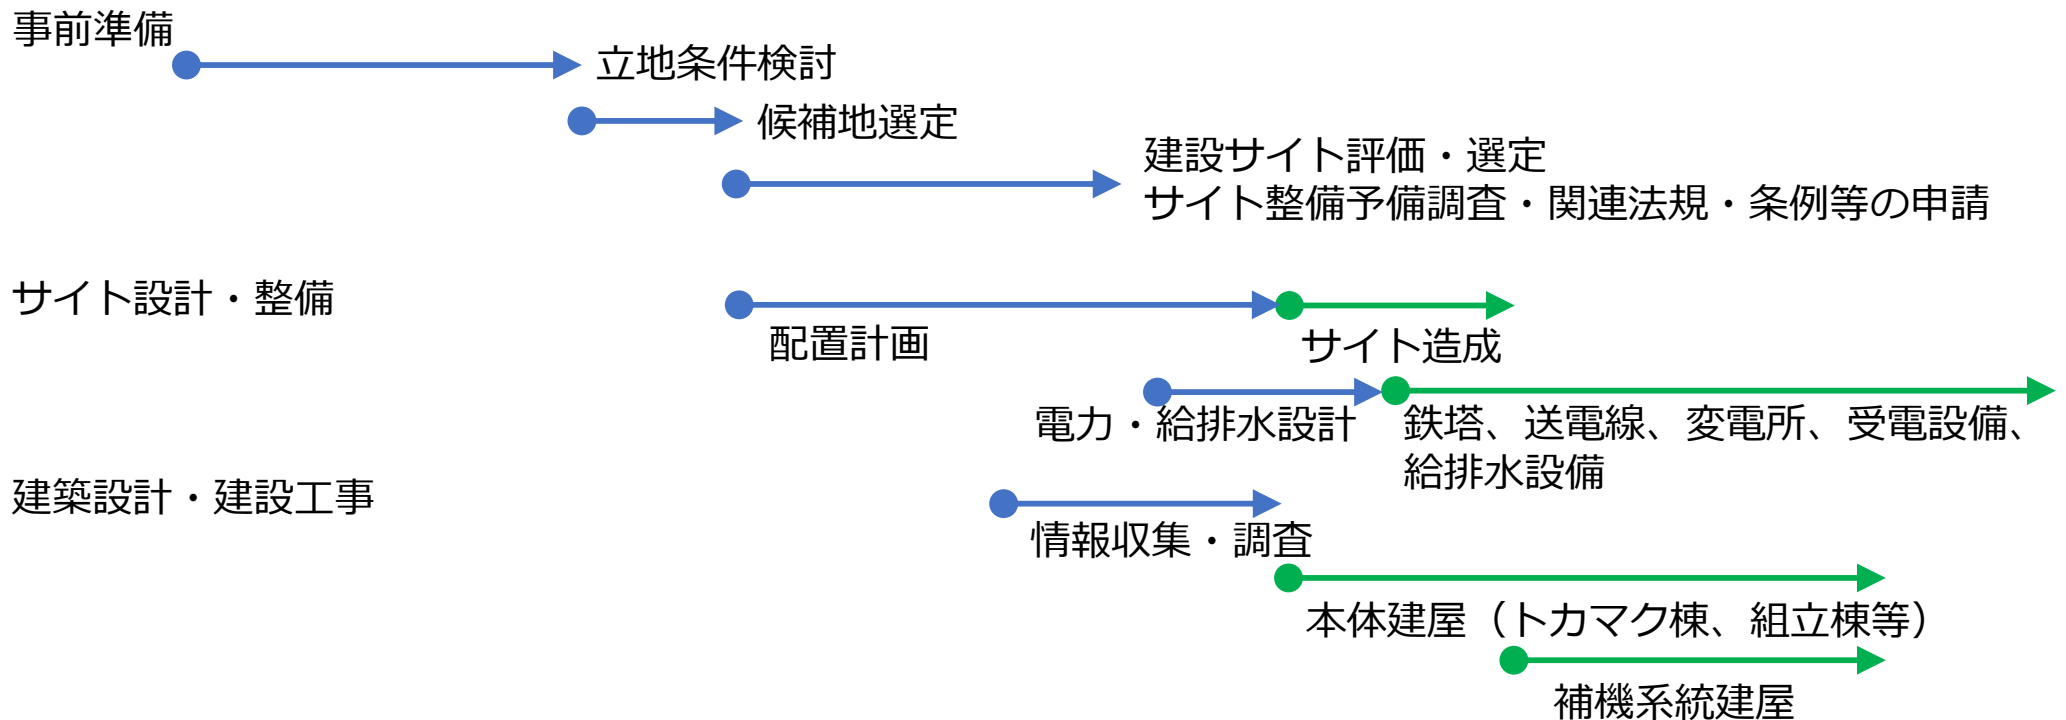 事前準備
立地条件検討
候補地選定
建設サイト評価・選定
サイト整備予備調査・関連法規・条例等の申請
サイト設計・整備
配置計画
サイト造成
電力・給排水設計
鉄塔、送電線、変電所、受電設備、
給排水設備
建築設計・建設工事
情報収集・調査
本体建屋（トカマク棟、組立棟等）
補機系統建屋